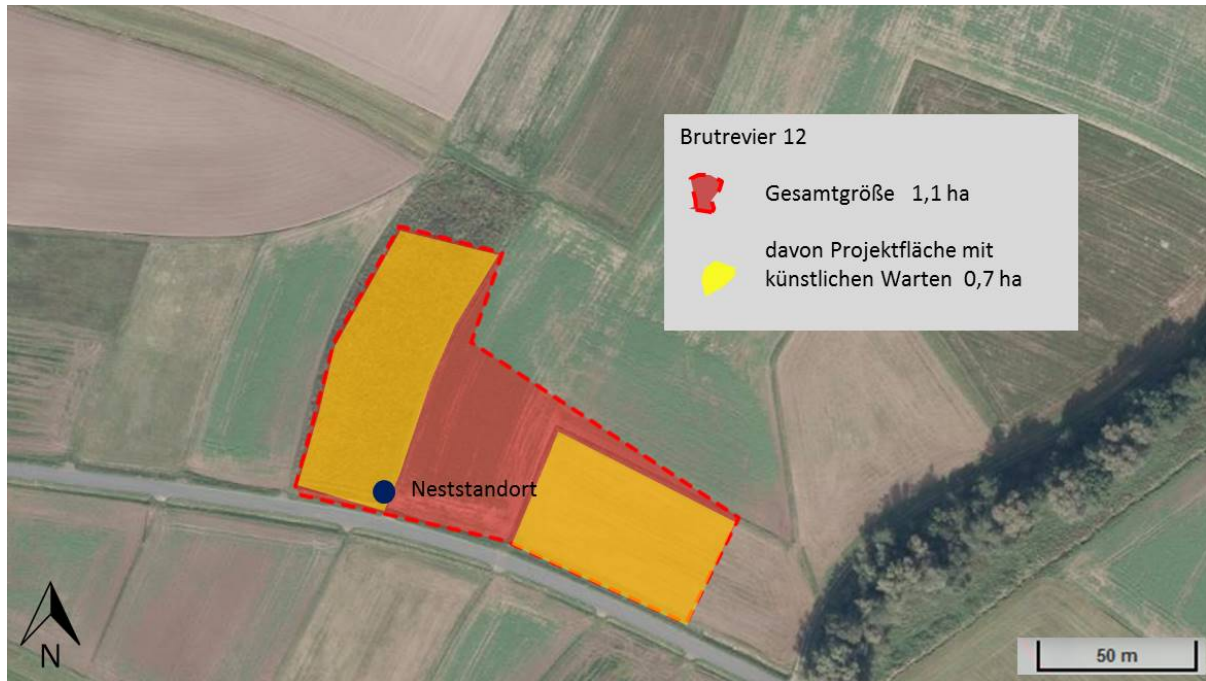 Brutrevier 12
Gesamtgröße 1,1 ha
davon Projektfläche mit
künstlichen Warten 0,7 ha
Neststandort
N
50 m